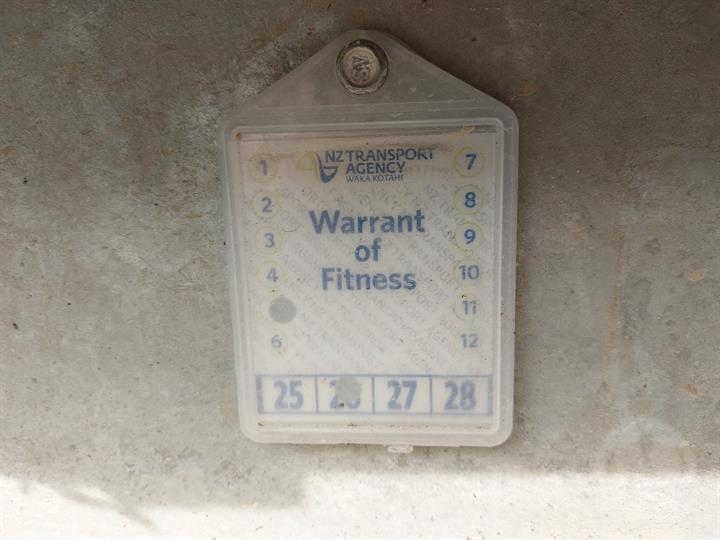 NZ TRANSPORT
AGENCY
WAKA KOTAHI
Warrant
of
Fitness
1
2
3
4
6
7
8
9
10
11
12
25 26 27 28